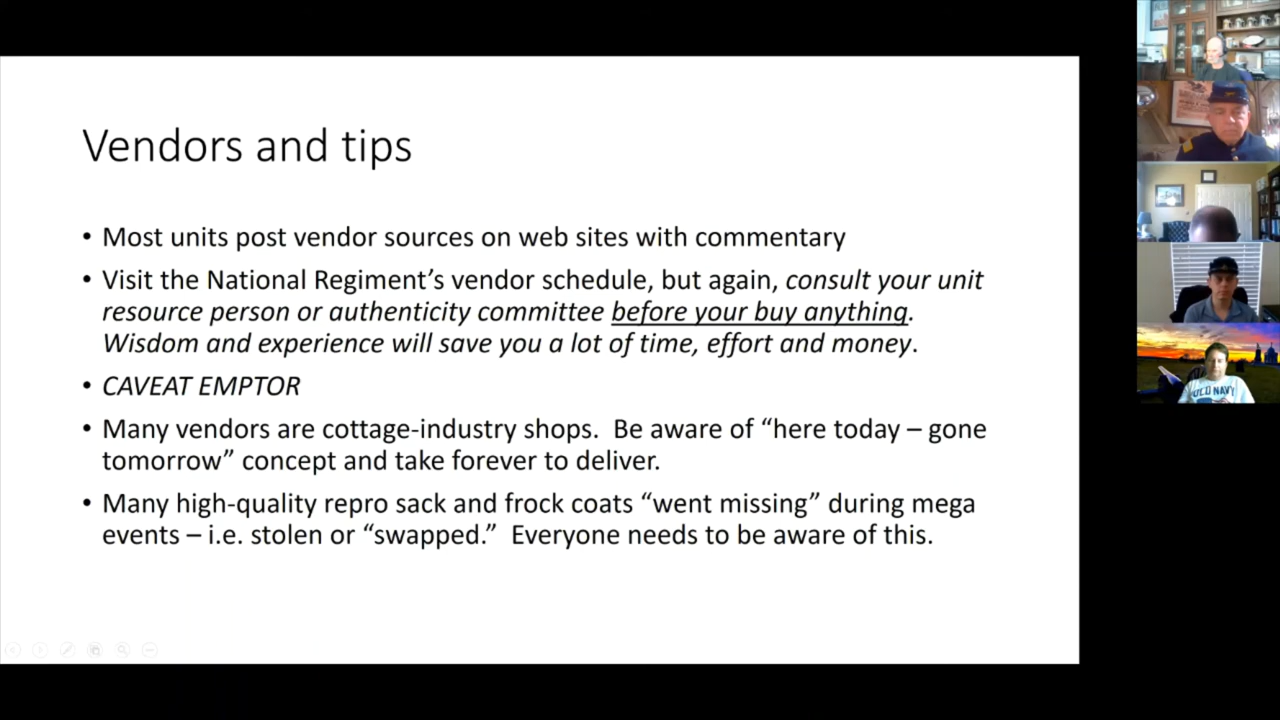 Vendors and tips
• Most units post vendor sources on web sites with commentary
• Visit the National Regiment’s vendor schedule, but again, consult your unit
resource person or authenticity committee before your buy anything.
Wisdom and experience will save you a lot of time, effort and money.
• CAVEAT EMPTOR
• Many vendors are cottage-industry shops.  Be aware of “here today – gone
tomorrow” concept and take forever to deliver.
• Many high-quality repro sack and frock coats “went missing” during mega
events – i.e. stolen or “swapped.”  Everyone needs to be aware of this.
OLD NAVY